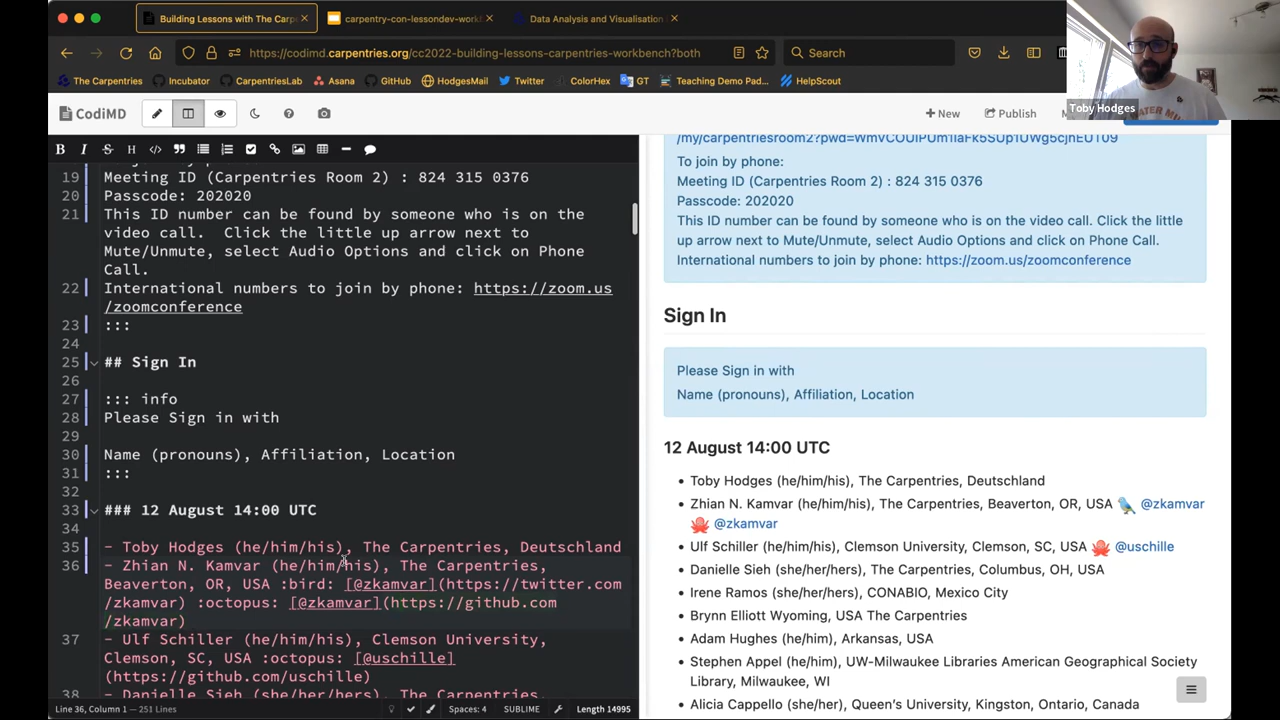 Building Lessons with The Carp
carpentry-con-lessondev-work
Data Analysis and Visualisation
https://codimd.carpentries.org/cc2022-building-lessons-carpentries-workbench?both
Search
The Carpentries
Incubator
CarpentriesLab
Asana
GitHub
HodgesMail
Twitter
ColorHex
GT
Teaching Demo Pad...
HelpScout
Toby Hodges
CodiMD
+ New
Publish
19 Meeting ID (Carpentries Room 2) : 824 315 0376
20 Passcode: 202020
21 This ID number can be found by someone who is on the
video call. Click the little up arrow next to
Mute/Unmute, select Audio Options and click on Phone
Call.
22 International numbers to join by phone: https://zoom.us
/zoomconference
23 :::
24
25 ## Sign In
26
27 ::: info
28 Please Sign in with
29
30 Name (pronouns), Affiliation, Location
31 :::
32
33 ### 12 August 14:00 UTC
34
35 - Toby Hodges (he/him/his), The Carpentries, Deutschland
36 - Zhian N. Kamvar (he/him/his), The Carpentries,
Beaverton, OR, USA :bird: [@zkamvar](https://twitter.com
/zkamvar) :octopus: [@zkamvar](https://github.com
/zkamvar)
37 - Ulf Schiller (he/him/his), Clemson University,
Clemson, SC, USA :octopus: [@uschille]
(https://github.com/uschille)
38 - Danielle Sieh (she/her/hers), The Carpentries,
To join by phone:
Meeting ID (Carpentries Room 2) : 824 315 0376
Passcode: 202020
This ID number can be found by someone who is on the video call. Click the little
up arrow next to Mute/Unmute, select Audio Options and click on Phone Call.
International numbers to join by phone: https://zoom.us/zoomconference
Sign In
Please Sign in with
Name (pronouns), Affiliation, Location
12 August 14:00 UTC
Toby Hodges (he/him/his), The Carpentries, Deutschland
Zhian N. Kamvar (he/him/his), The Carpentries, Beaverton, OR, USA @zkamvar
@zkamvar
Ulf Schiller (he/him/his), Clemson University, Clemson, SC, USA @uschille
Danielle Sieh (she/her/hers), The Carpentries, Columbus, OH, USA
Irene Ramos (she/her/hers), CONABIO, Mexico City
Brynn Elliott Wyoming, USA The Carpentries
Adam Hughes (he/him), Arkansas, USA
Stephen Appel (he/him), UW-Milwaukee Libraries American Geographical Society
Library, Milwaukee, WI
Alicia Cappello (she/her), Queen's University, Kingston, Ontario, Canada
Line 36, Column 1 — 251 Lines
Spaces: 4
SUBLIME
Length 14995